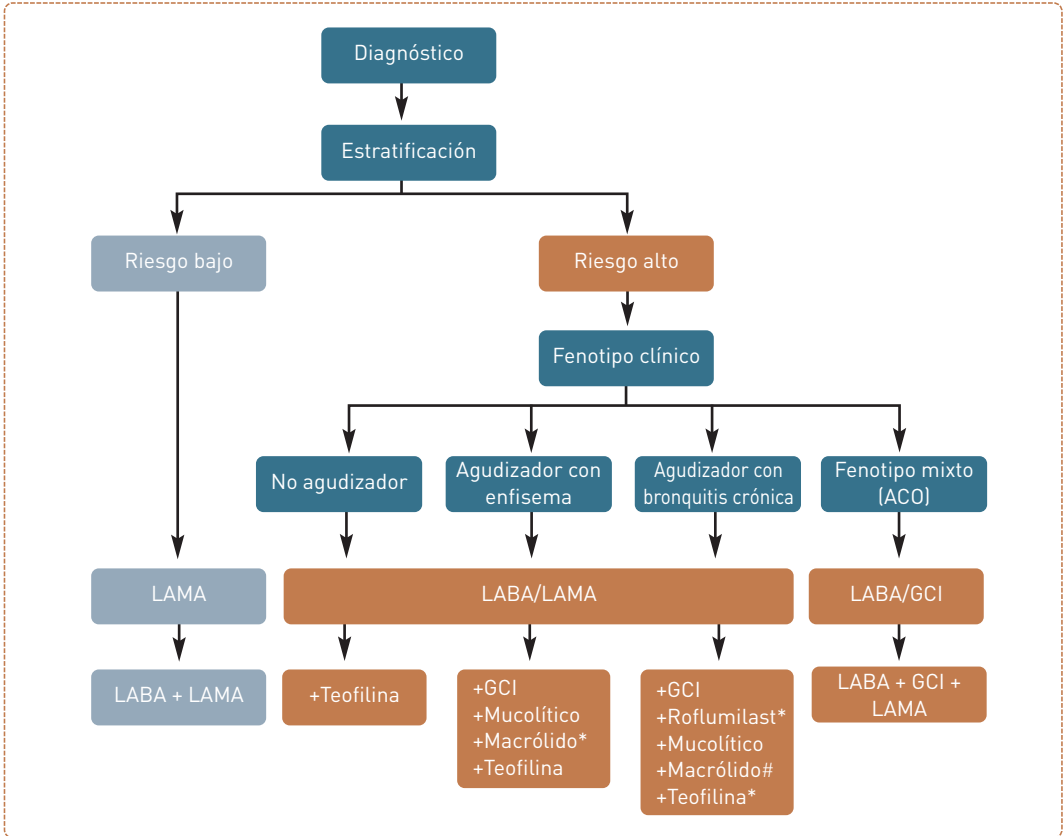 Diagnóstico
Estratificación
Riesgo bajo
Riesgo alto
Fenotipo clínico
No agudizador
Agudizador con
enfisema
Agudizador con
bronquitis crónica
Fenotipo mixto
(ACO)
LAMA
LABA/LAMA
LABA/GCI
LABA + LAMA
+Teofilina
+GCI
+Mucolítico
+Macrólido*
+Teofilina
+GCI
+Roflumilast*
+Mucolítico
+Macrólido#
+Teofilina*
LABA + GCI +
LAMA